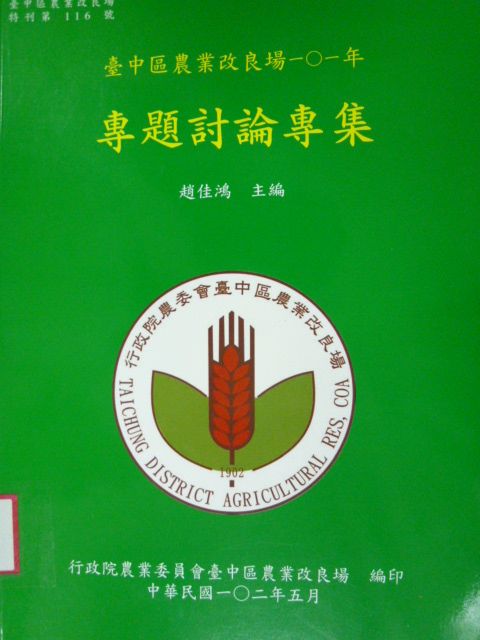 臺中區農業改良場
特刊第 116 號
臺中區農業改良場一○一年
專題討論專集
趙佳鴻 主編
行政院農委會臺中區農業改良場
1902
TAICHUNG DISTRICT AGRICULTURAL RES, COA
行政院農業委員會臺中區農業改良場 編印
中華民國一○二年五月